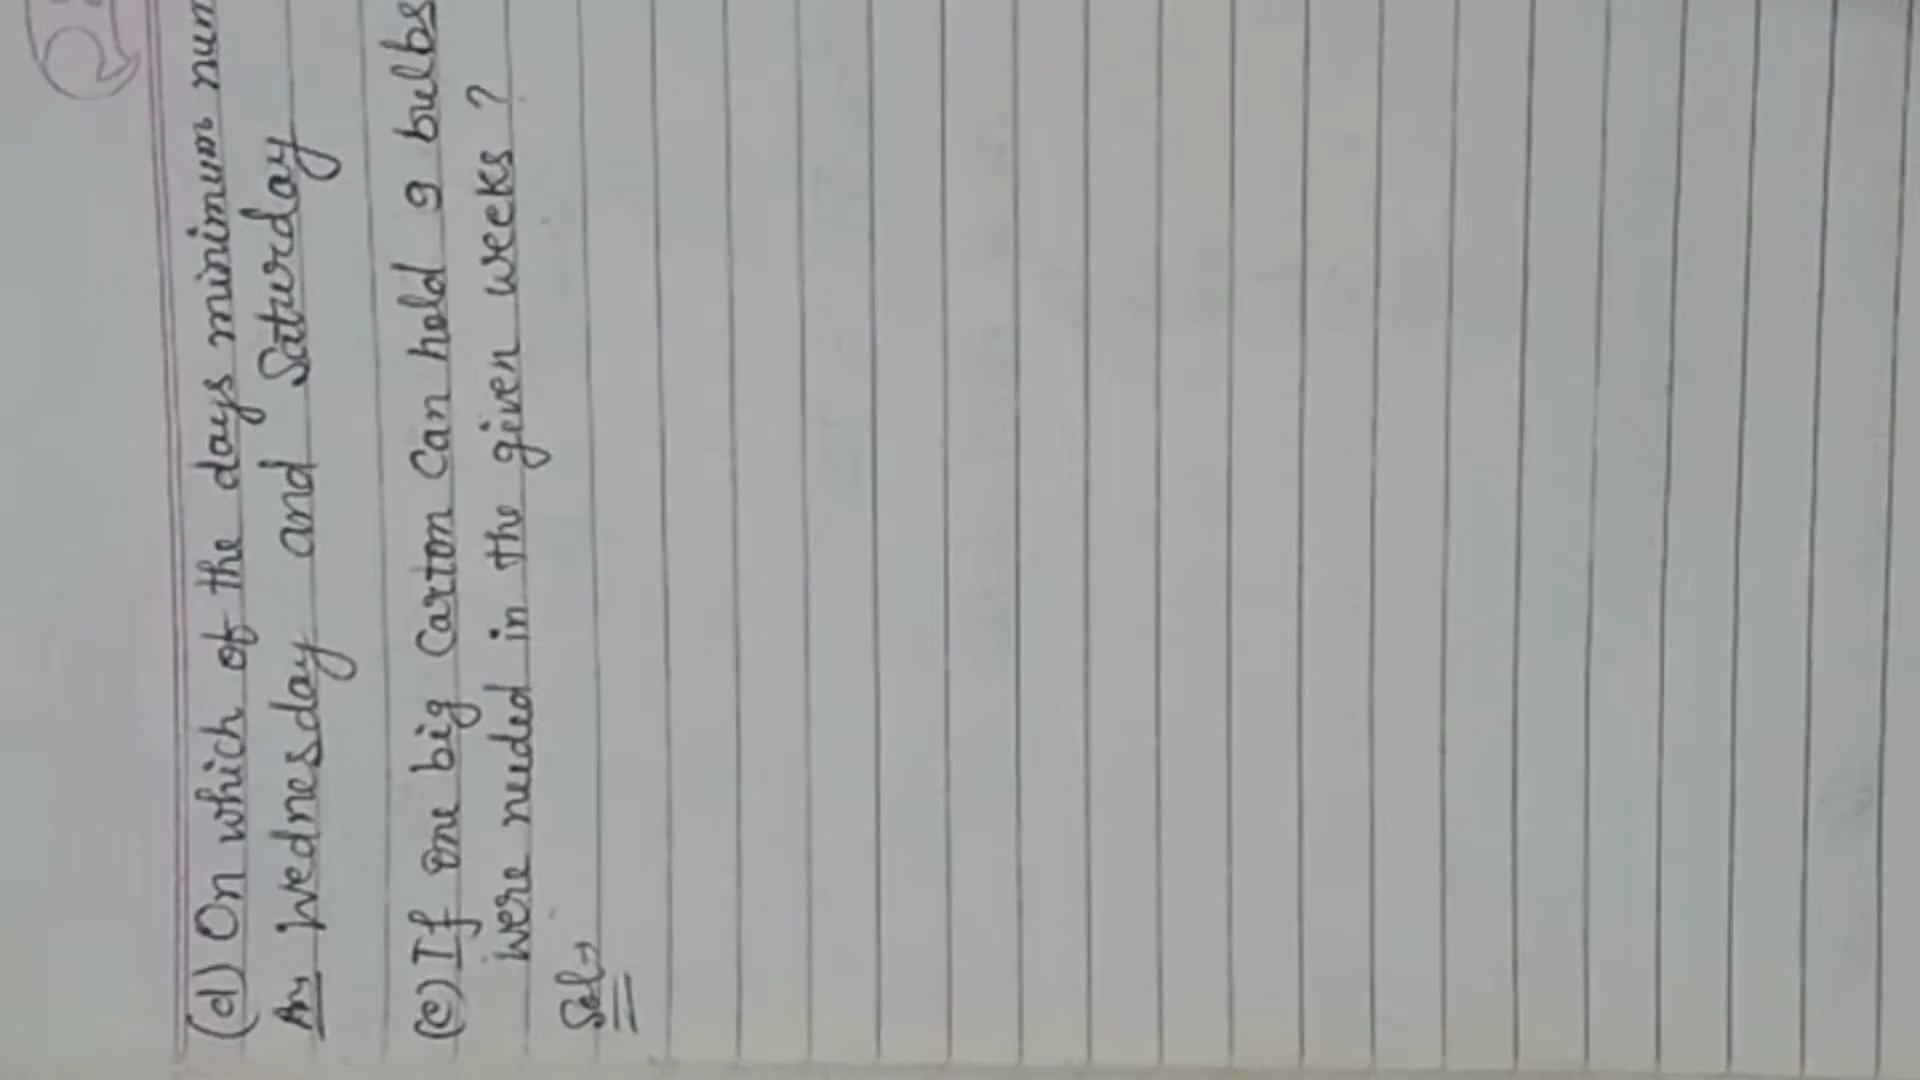 (d) On which of the days minimum num
Ans Wednesday and Saturday
(e) If one big Carton Can hold 9 bulbs
were needed in the given weeks ?
Sol→